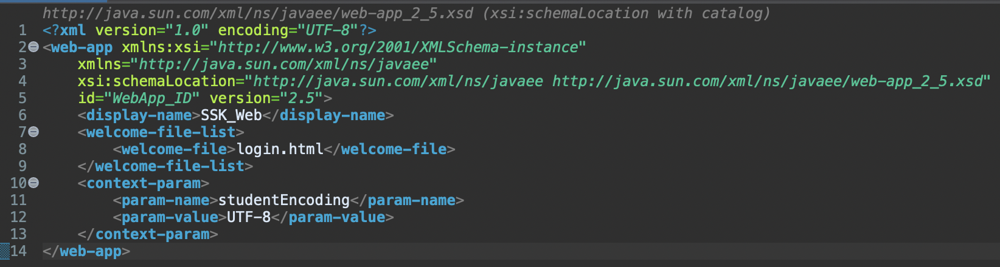 http://java.sun.com/xml/ns/javaee/web-app_2_5.xsd (xsi:schemaLocation with catalog)
1 <?xml version="1.0" encoding="UTF-8"?>
2 <web-app xmlns:xsi="http://www.w3.org/2001/XMLSchema-instance"
3 xmlns="http://java.sun.com/xml/ns/javaee"
4 xsi:schemaLocation="http://java.sun.com/xml/ns/javaee http://java.sun.com/xml/ns/javaee/web-app_2_5.xsd"
5 id="WebApp_ID" version="2.5">
6 <display-name>SSK_Web</display-name>
7 <welcome-file-list>
8 <welcome-file>login.html</welcome-file>
9 </welcome-file-list>
10 <context-param>
11 <param-name>studentEncoding</param-name>
12 <param-value>UTF-8</param-value>
13 </context-param>
14 </web-app>